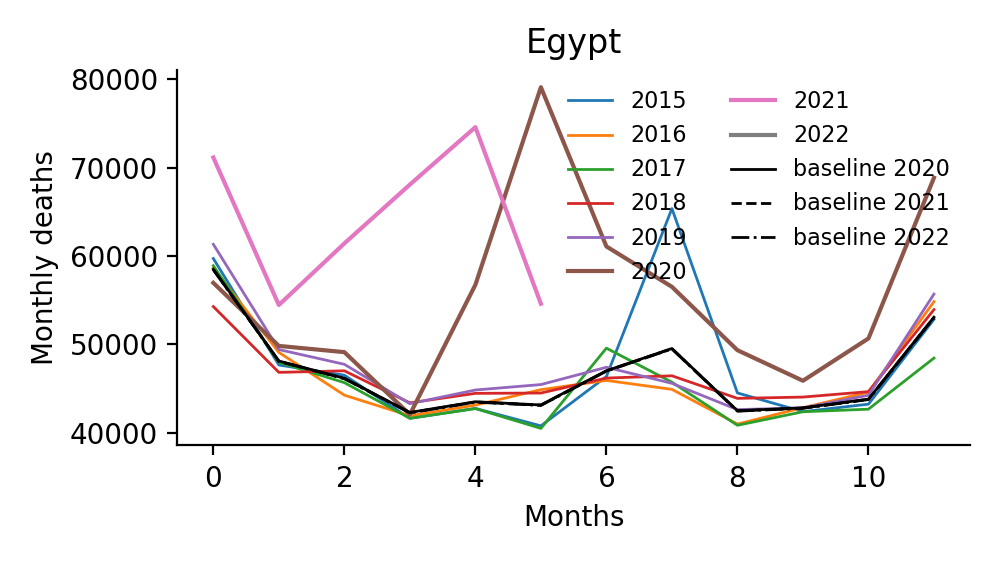 Egypt
Monthly deaths
80000
70000
60000
50000
40000
0 2 4 6 8 10
Months
2015
2016
2017
2018
2019
2020
2021
2022
baseline 2020
baseline 2021
baseline 2022